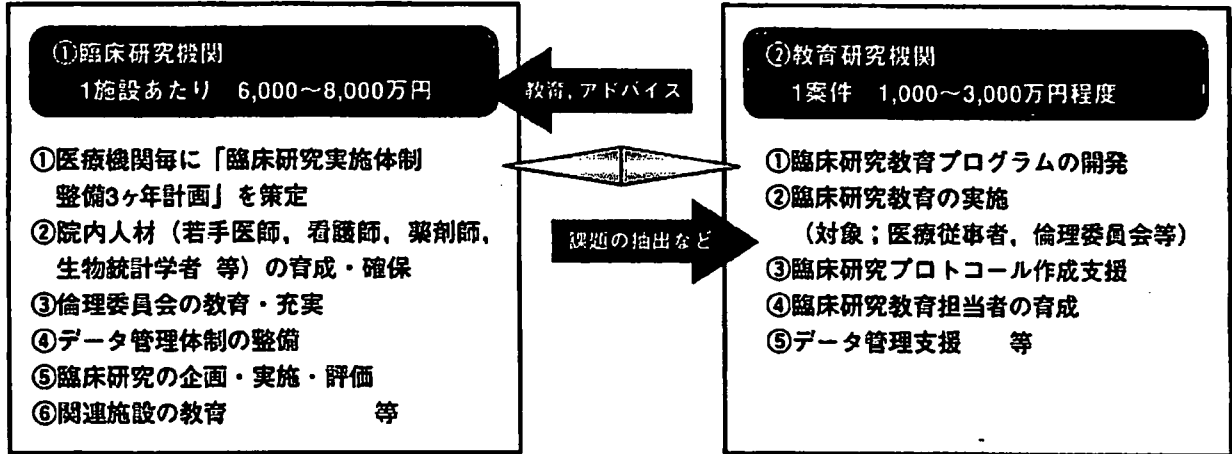 ①臨床研究機関
1施設あたり 6,000〜8,000万円
①医療機関毎に「臨床研究実施体制
整備3ヶ年計画」を策定
②院内人材（若手医師，看護師，薬剤師，
生物統計学者 等）の育成・確保
③倫理委員会の教育・充実
④データ管理体制の整備
⑤臨床研究の企画・実施・評価
⑥関連施設の教育 等
教育，アドバイス
課題の抽出など
②教育研究機関
1案件 1,000〜3,000万円程度
①臨床研究教育プログラムの開発
②臨床研究教育の実施
（対象；医療従事者，倫理委員会等）
③臨床研究プロトコール作成支援
④臨床研究教育担当者の育成
⑤データ管理支援 等